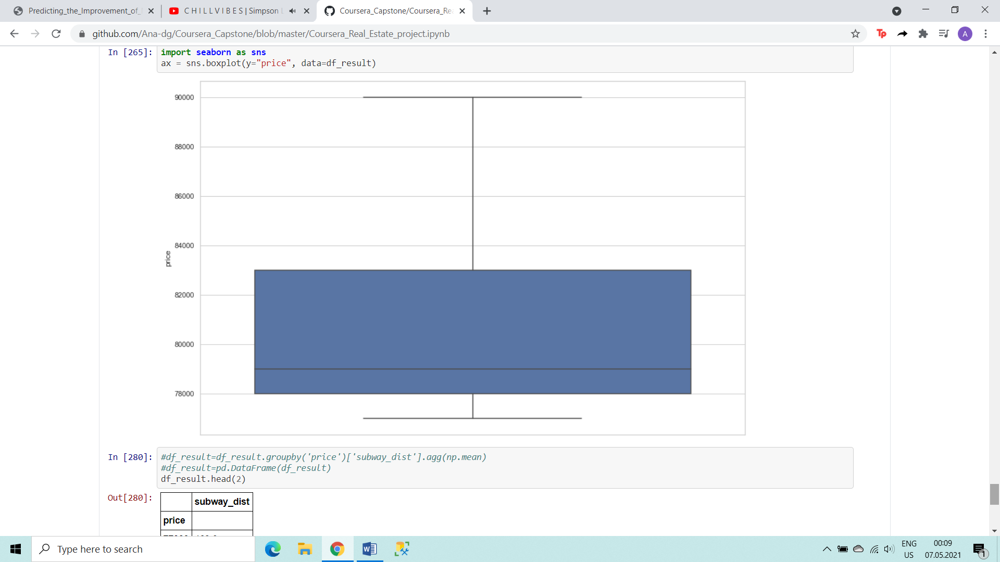 Predicting_the_Improvement_of_
C H I L L V I B E S | Simpson
Coursera_Capstone/Coursera_Re
github.com/Ana-dg/Coursera_Capstone/blob/master/Coursera_Real_Estate_project.ipynb
Tp
A
In [265]:
import seaborn as sns
ax = sns.boxplot(y="price", data=df_result)
90000
88000
86000
84000
82000
80000
78000
price
In [280]:
#df_result=df_result.groupby('price')['subway_dist'].agg(np.mean)
#df_result=pd.DataFrame(df_result)
df_result.head(2)
Out[280]:
subway_dist
price
Type here to search
W
ENG
US
00:09
07.05.2021
1